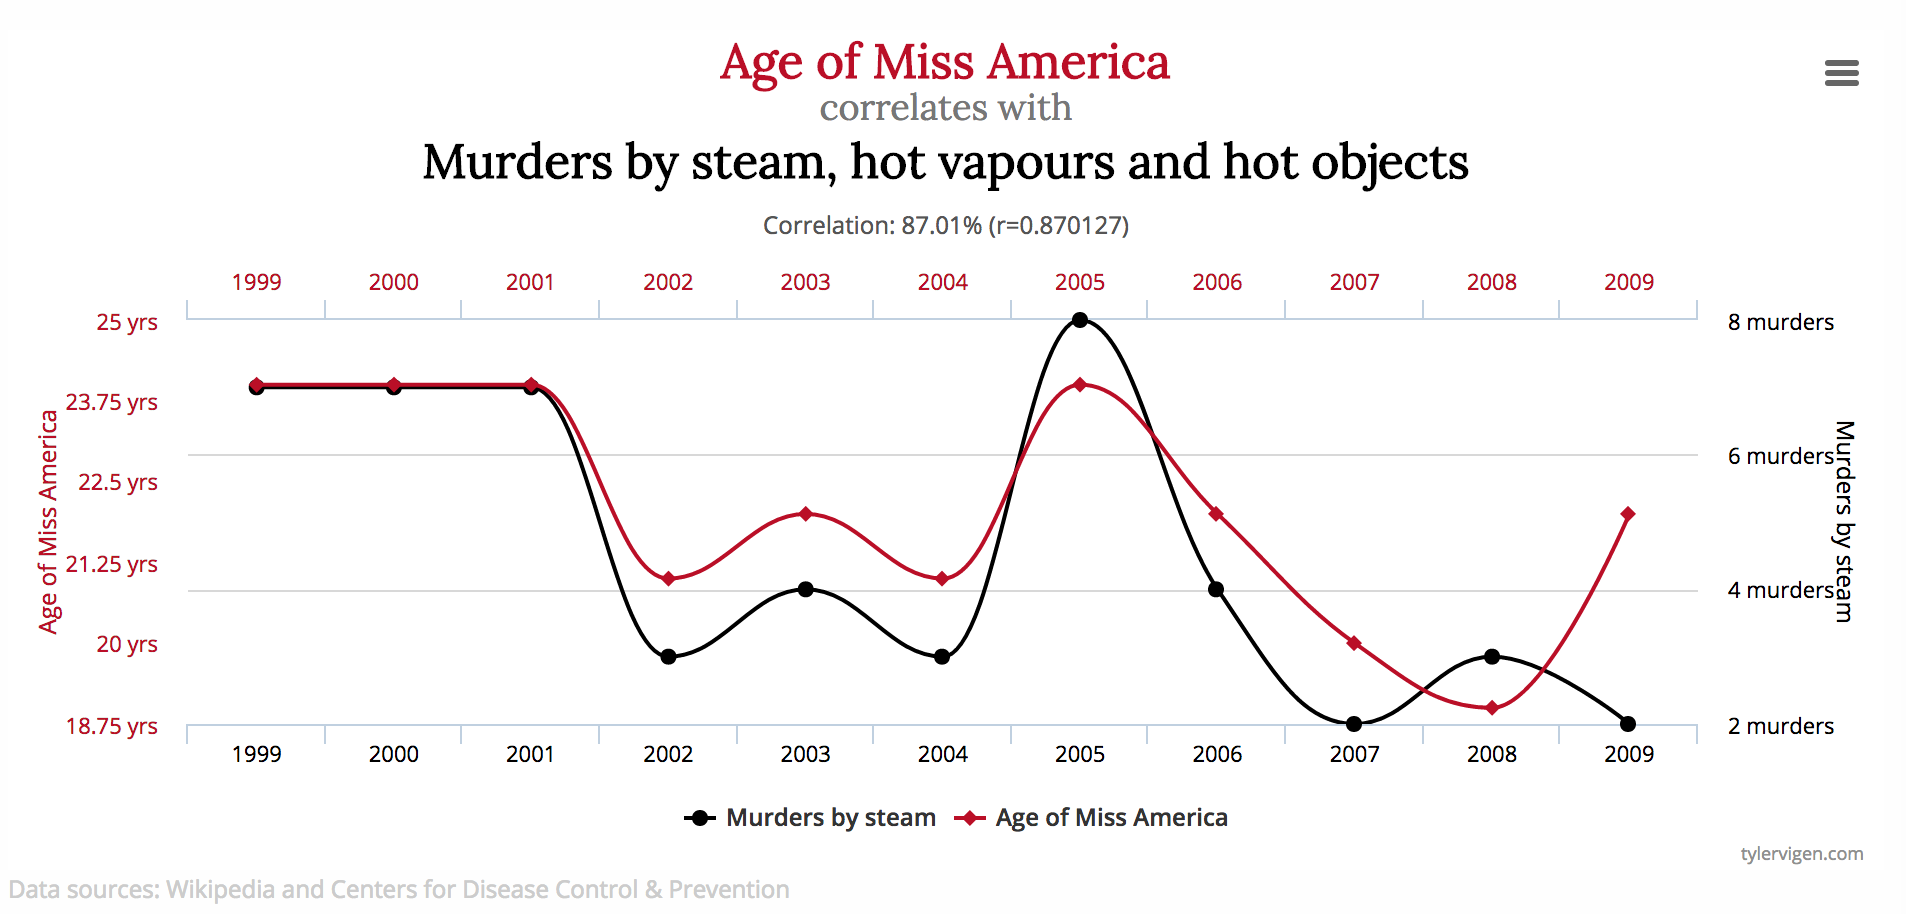 Age of Miss America
correlates with
Murders by steam, hot vapours and hot objects
Correlation: 87.01% (r=0.870127)
1999 2000 2001 2002 2003 2004 2005 2006 2007 2008 2009
25 yrs 8 murders
23.75 yrs
6 murders
22.5 yrs
21.25 yrs
4 murders
20 yrs
18.75 yrs 2 murders
Age of Miss America
Murders by steam
1999 2000 2001 2002 2003 2004 2005 2006 2007 2008 2009
Murders by steam Age of Miss America
tylervigen.com
Data sources: Wikipedia and Centers for Disease Control & Prevention